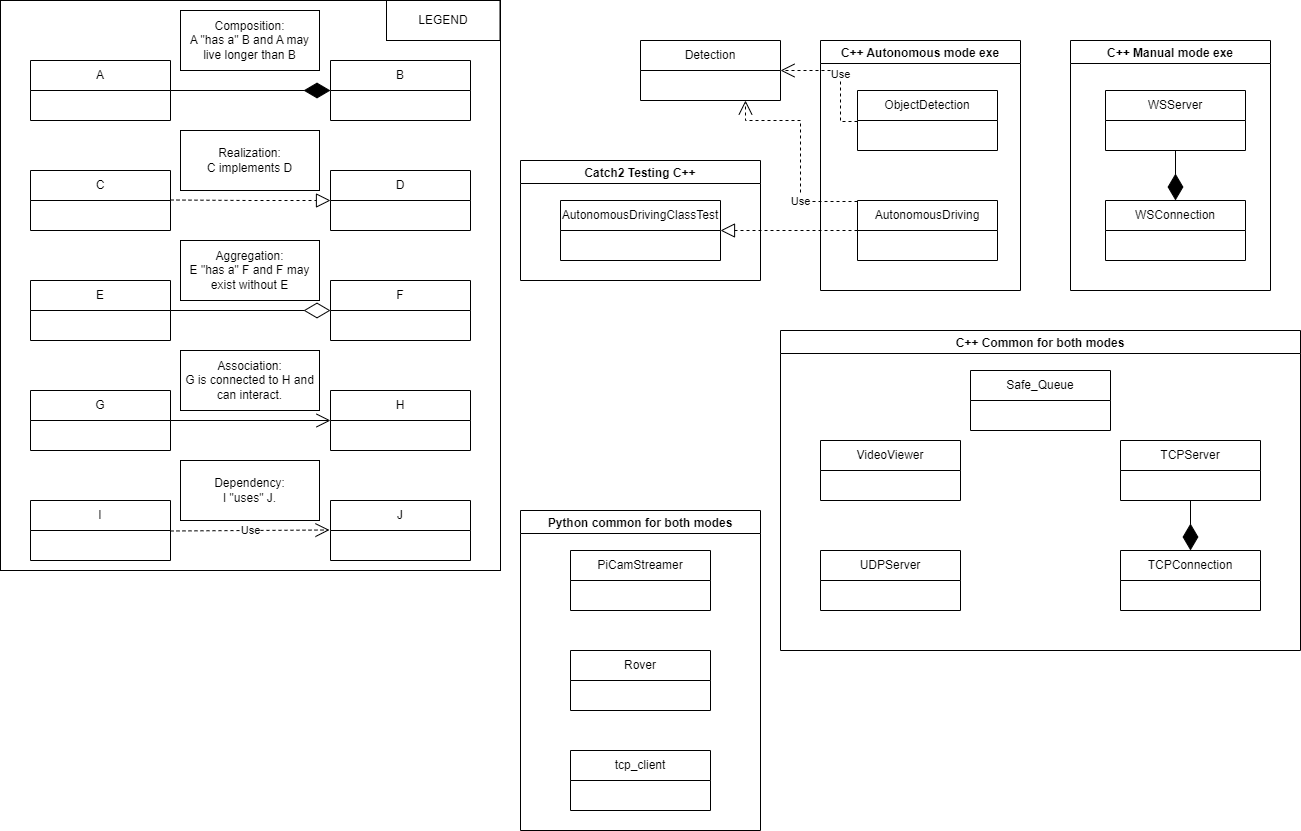 LEGEND
Composition:
A "has a" B and A may
live longer than B
A
B
Realization:
C implements D
C
D
Aggregation:
E "has a" F and F may
exist without E
E
F
Association:
G is connected to H and
can interact.
G
H
Dependency:
I "uses" J.
I
J
Use
Detection
C++ Autonomous mode exe
Use
ObjectDetection
Use
AutonomousDriving
C++ Manual mode exe
WSServer
WSConnection
Catch2 Testing C++
AutonomousDrivingClassTest
C++ Common for both modes
Safe_Queue
VideoViewer
TCPServer
UDPServer
TCPConnection
Python common for both modes
PiCamStreamer
Rover
tcp_client